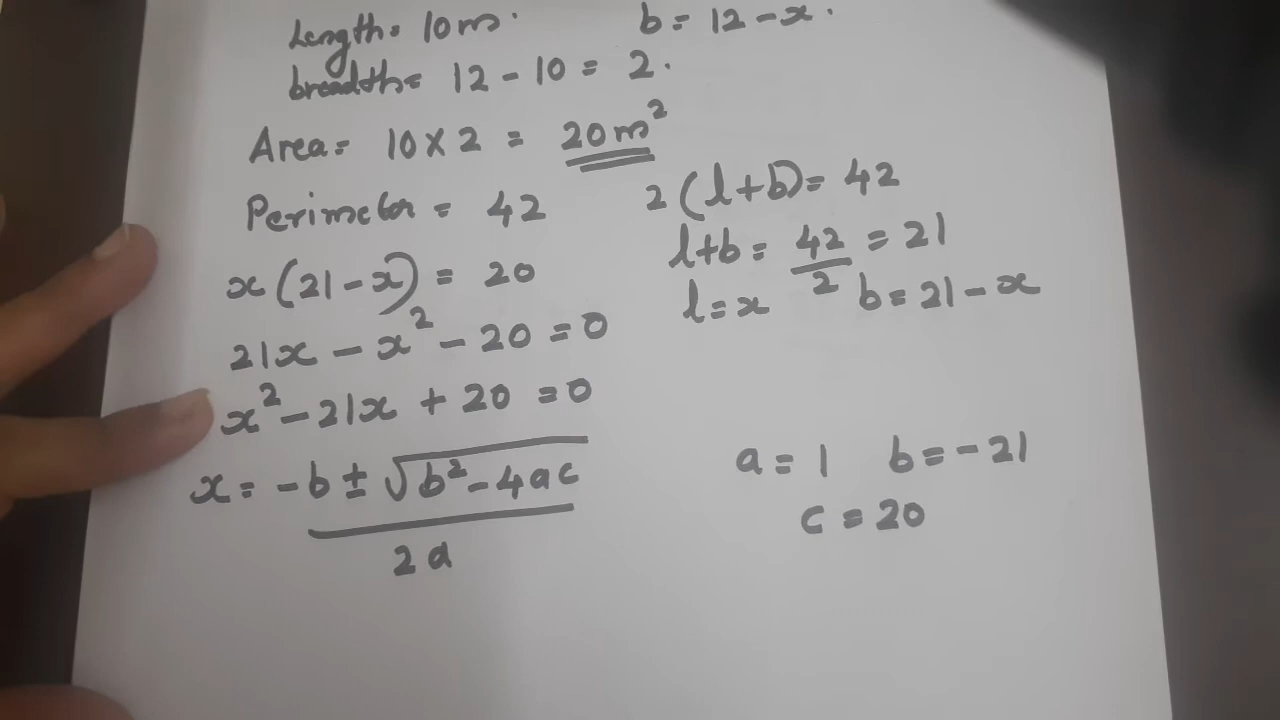 Length = 10m. b = 12 - x.
breadth = 12 - 10 = 2.
Area = 10 X 2 = 20m²
Perimeter = 42 2(l+b) = 42
l+b = 42/2 = 21
x(21-x) = 20 l=x b=21-x
21x - x² - 20 = 0
x² - 21x + 20 = 0
x = -b ± √b² - 4ac / 2a a = 1 b = -21
c = 20